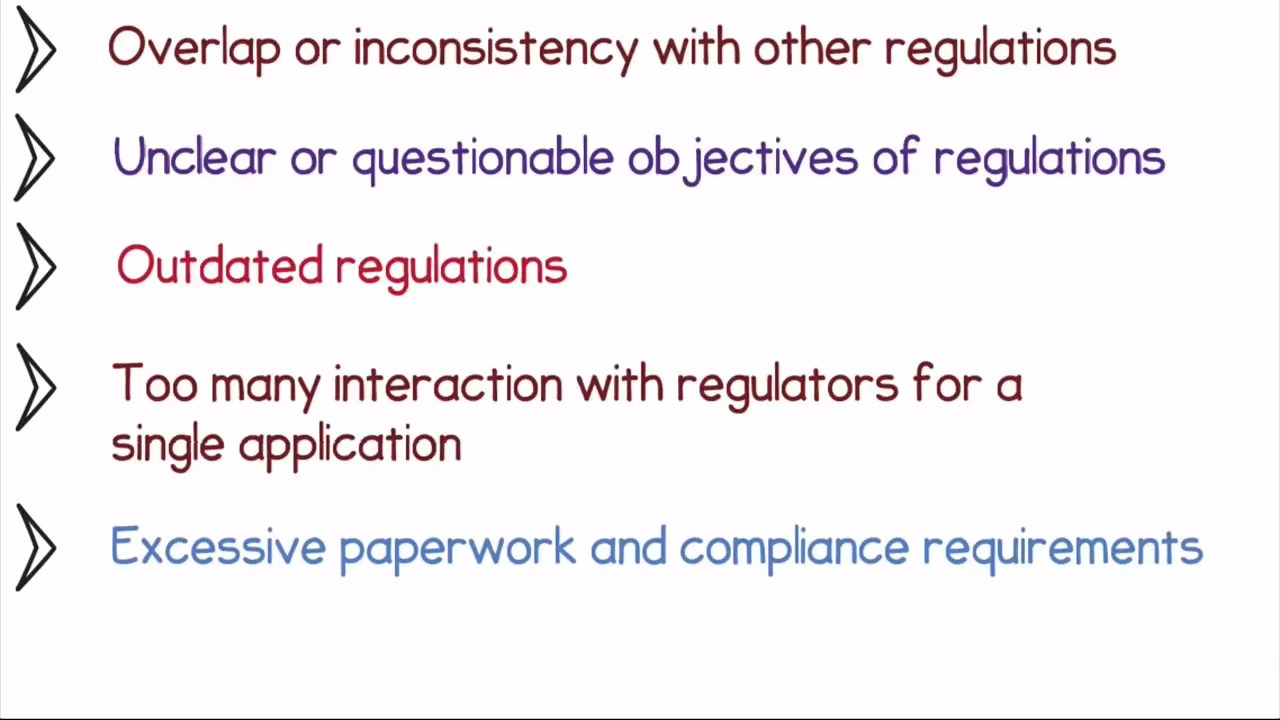 Overlap or inconsistency with other regulations
Unclear or questionable objectives of regulations
Outdated regulations
Too many interaction with regulators for a
single application
Excessive paperwork and compliance requirements